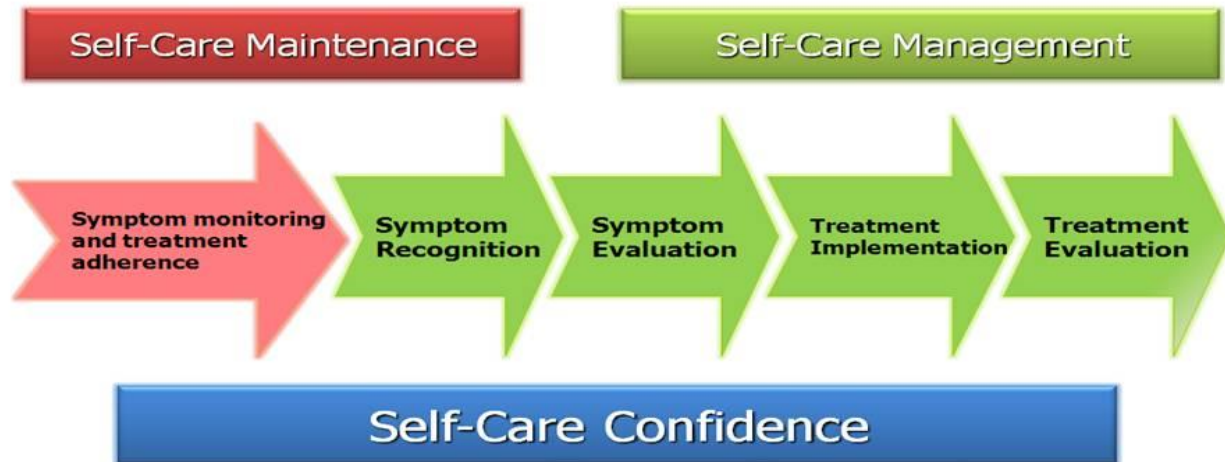 Self-Care Maintenance
Self-Care Management
Symptom monitoring
and treatment
adherence
Symptom
Recognition
Symptom
Evaluation
Treatment
Implementation
Treatment
Evaluation
Self-Care Confidence